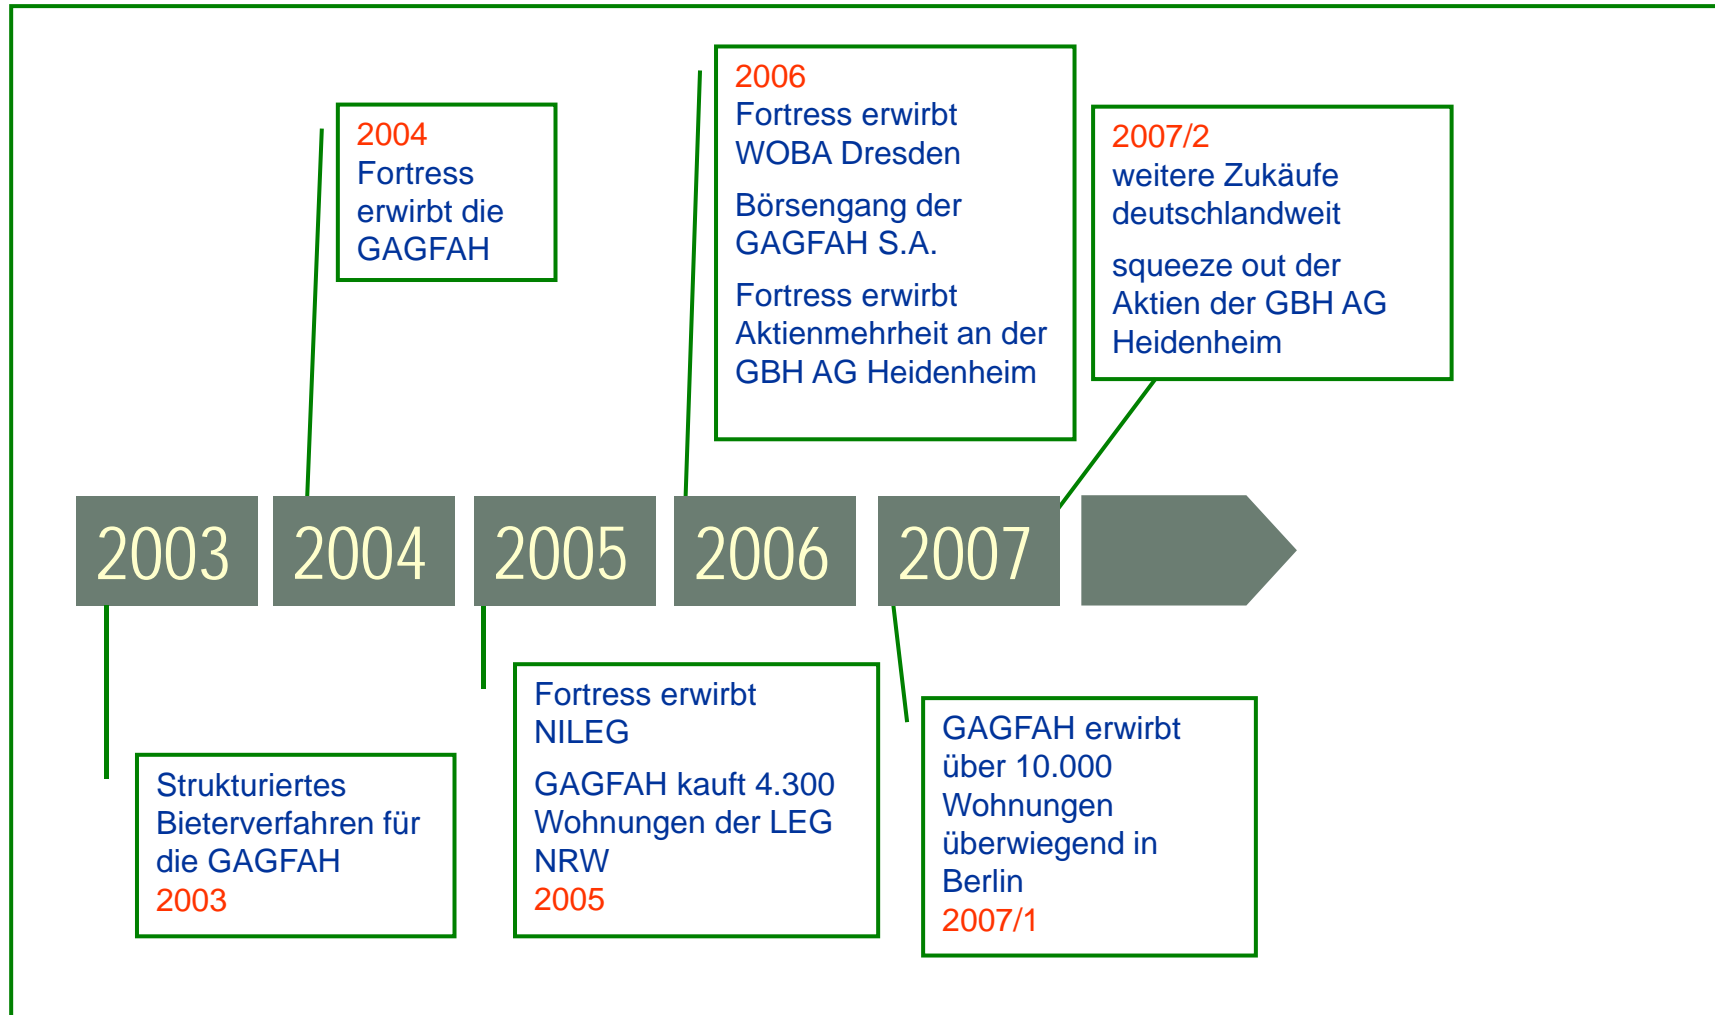 2004
Fortress
erwirbt die
GAGFAH
2006
Fortress erwirbt
WOBA Dresden
Börsengang der
GAGFAH S.A.
Fortress erwirbt
Aktienmehrheit an der
GBH AG Heidenheim
2007/2
weitere Zukäufe
deutschlandweit
squeeze out der
Aktien der GBH AG
Heidenheim
2003
2004
2005
2006
2007
Strukturiertes
Bieterverfahren für
die GAGFAH
2003
Fortress erwirbt
NILEG
GAGFAH kauft 4.300
Wohnungen der LEG
NRW
2005
GAGFAH erwirbt
über 10.000
Wohnungen
überwiegend in
Berlin
2007/1